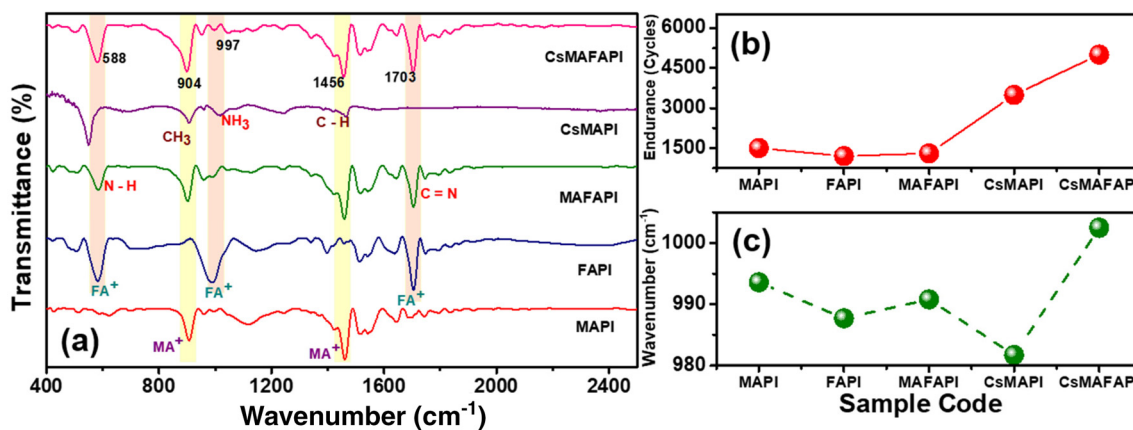 Transmittance (%)
(a)
588
904
997
1456
1703
CsMAFAPI
CH3
NH3
C - H
CsMAPI
N - H
C = N
MAFAPI
FA+
FA+
FA+
FAPI
MA+
MA+
MAPI
400 800 1200 1600 2000 2400
Wavenumber (cm-1)
(b)
Endurance (Cycles)
6000
4500
3000
1500
MAPI FAPI MAFAPI CsMAPI CsMAFAPI
(c)
Wavenumber (cm-1)
1000
990
980
MAPI FAPI MAFAPI CsMAPI CsMAFAPI
Sample Code